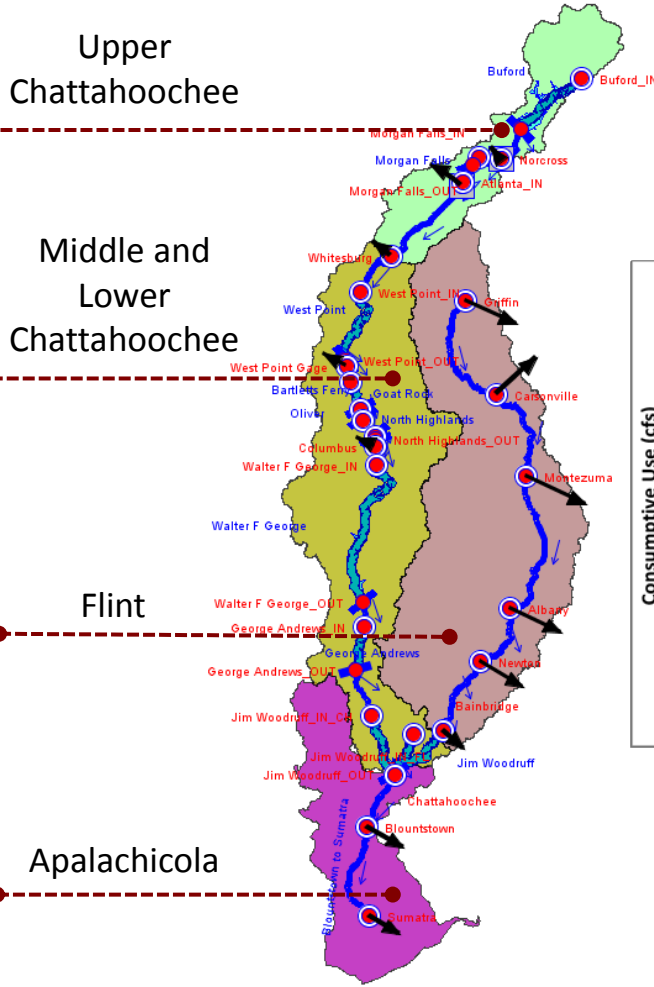 Upper
Chattahoochee
Buford
Buford_IN
Morgan Falls_IN
Morgan Falls
Norcross
Morgan Falls_OUT
Atlanta_IN
Middle and
Lower
Chattahoochee
Whitesburg
West Point_IN
Griffin
West Point
West Point_OUT
West Point Gage
Bartletts Ferry
Carsonville
Goat Rock
Oliver
North Highlands
North Highlands_OUT
Columbus
Walter F George_IN
Montezuma
Walter F George
Consumptive Use (cfs)
Flint
Walter F George_OUT
Albany
George Andrews_IN
George Andrews
Newton
George Andrews_OUT
Bainbridge
Jim Woodruff
Jim Woodruff_OUT
Chattahoochee
Blountstown
Blountstown to Sumatra
Apalachicola
Sumatra